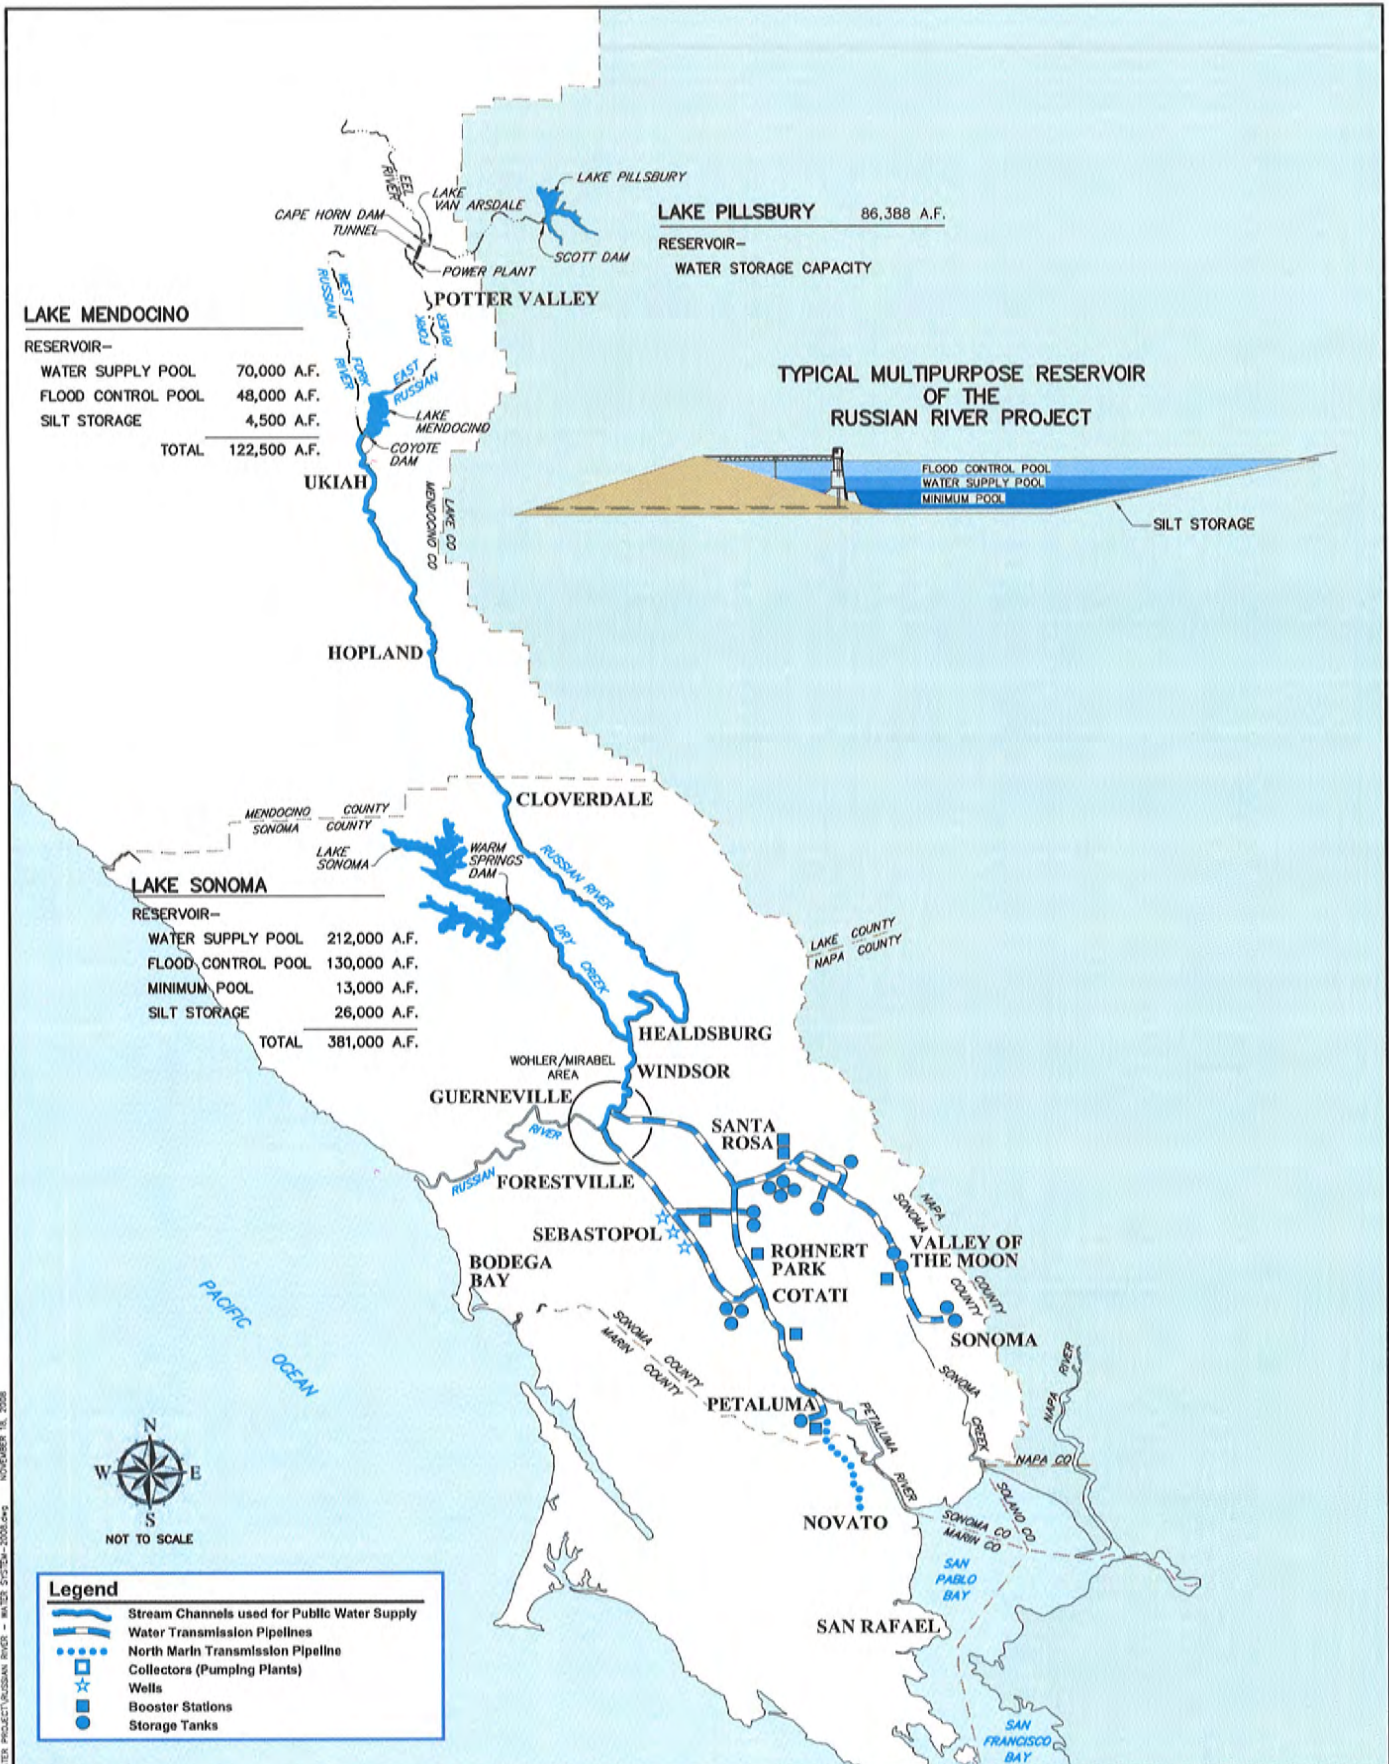 EEL
RIVER
LAKE
VAN ARSDALE
LAKE PILLSBURY
CAPE HORN DAM
TUNNEL
POWER PLANT
SCOTT DAM
LAKE PILLSBURY 86,388 A.F.
RESERVOIR–
WATER STORAGE CAPACITY
POTTER VALLEY
WEST
RUSSIAN
FORK
RIVER
FORK
RIVER
EAST
RUSSIAN
LAKE MENDOCINO
RESERVOIR–
WATER SUPPLY POOL 70,000 A.F.
FLOOD CONTROL POOL 48,000 A.F.
SILT STORAGE 4,500 A.F.
TOTAL 122,500 A.F.
LAKE
MENDOCINO
COYOTE
DAM
UKIAH
LAKE CO
MENDOCINO CO
TYPICAL MULTIPURPOSE RESERVOIR
OF THE
RUSSIAN RIVER PROJECT
FLOOD CONTROL POOL
WATER SUPPLY POOL
MINIMUM POOL
SILT STORAGE
HOPLAND
CLOVERDALE
MENDOCINO COUNTY
SONOMA COUNTY
LAKE
SONOMA
WARM
SPRINGS
DAM
RUSSIAN RIVER
LAKE SONOMA
RESERVOIR–
WATER SUPPLY POOL 212,000 A.F.
FLOOD CONTROL POOL 130,000 A.F.
MINIMUM POOL 13,000 A.F.
SILT STORAGE 26,000 A.F.
TOTAL 381,000 A.F.
DRY
CREEK
LAKE COUNTY
NAPA COUNTY
HEALDSBURG
WOHLER/MIRABEL
AREA
WINDSOR
GUERNEVILLE
RUSSIAN
RIVER
SANTA
ROSA
FORESTVILLE
SEBASTOPOL
NAPA
SONOMA
COUNTY
COUNTY
VALLEY OF
THE MOON
ROHNERT
PARK
COTATI
BODEGA
BAY
SONOMA
SONOMA COUNTY
MARIN COUNTY
PACIFIC
OCEAN
SONOMA
CREEK
NAPA RIVER
PETALUMA
PETALUMA
RIVER
NAPA CO
SOLANO CO
SONOMA CO
MARIN CO
NOVATO
SAN
PABLO
BAY
SAN RAFAEL
SAN
FRANCISCO
BAY
N
W E
S
NOT TO SCALE
Legend
Stream Channels used for Public Water Supply
Water Transmission Pipelines
North Marin Transmission Pipeline
Collectors (Pumping Plants)
Wells
Booster Stations
Storage Tanks
PROJECT\RUSSIAN RIVER – WATER SYSTEM–2008.dwg NOVEMBER 18, 2008